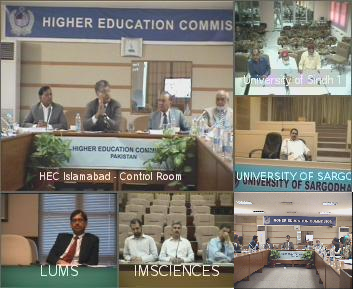 HIGHER EDUCATION COMMIS
University of Sindh 1
HIGHER EDUCATION COMMIS
PAKISTAN
HEC Islamabad - Control Room
UNIVERSITY OF SARGO
UNIVERSITY OF SARGODHA
LUMS
IMSCIENCES